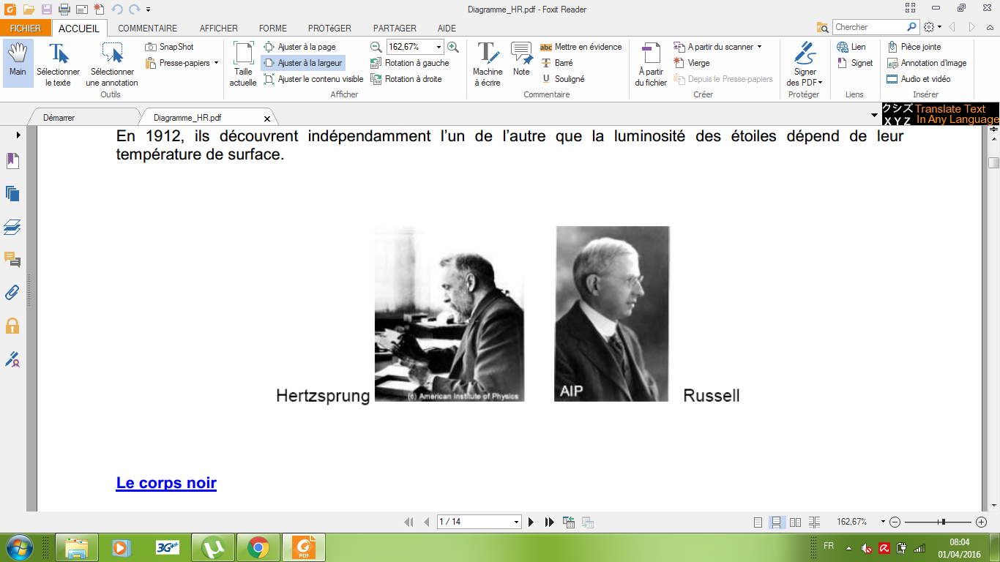 Diagramme_HR.pdf - Foxit Reader
FICHIER ACCUEIL COMMENTAIRE AFFICHER FORME PROTéGER PARTAGER AIDE
Chercher
Main
Sélectionner le texte
Sélectionner une annotation
SnapShot
Presse-papiers
Outils
Taille actuelle
Ajuster à la page
Ajuster à la largeur
Ajuster le contenu visible
162,67%
Rotation à gauche
Rotation à droite
Afficher
Machine à écrire
Note
abc Mettre en évidence
T Barré
U Souligné
Commentaire
À partir du fichier
A partir du scanner
Vierge
Depuis le Presse-papiers
Créer
Signer des PDF
Protéger
Lien
Signet
Liens
Pièce jointe
Annotation d'image
Audio et vidéo
Insérer
Démarrer
Diagramme_HR.pdf
クシズ Translate Text
XYZ In Any Language
En 1912, ils découvrent indépendamment l'un de l'autre que la luminosité des étoiles dépend de leur
température de surface.
Hertzsprung
(c) American Institute of Physics
AIP
Russell
Le corps noir
1 / 14
162,67%
3G++
PDF
FR
08:04
01/04/2016